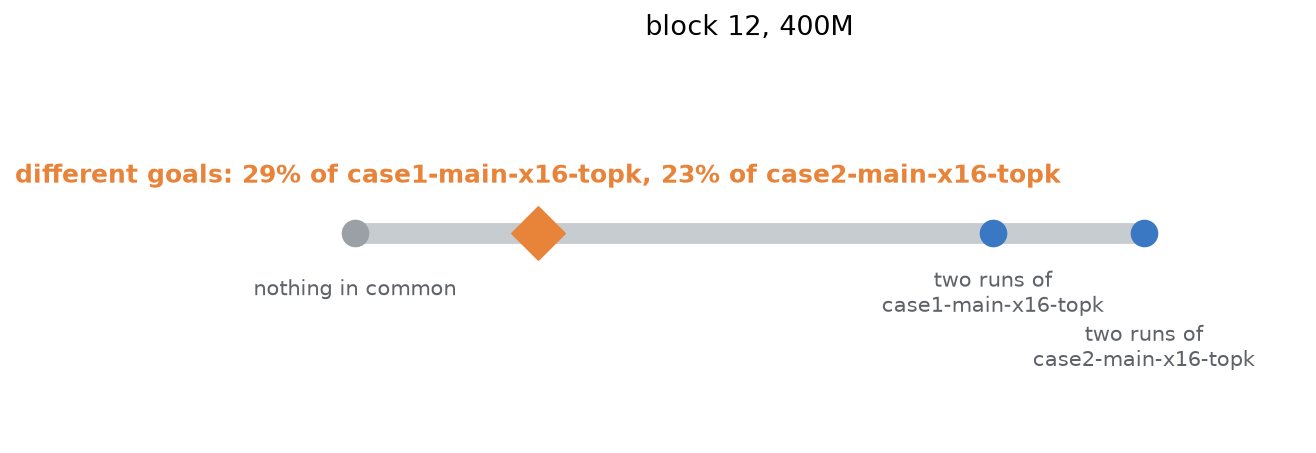 block 12, 400M
different goals: 29% of case1-main-x16-topk, 23% of case2-main-x16-topk
nothing in common
two runs of
case1-main-x16-topk
two runs of
case2-main-x16-topk